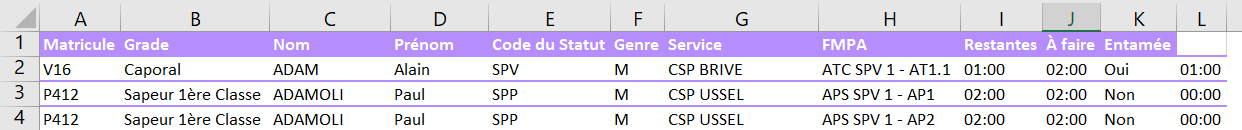 A B C D E F G H I J K L
1 Matricule Grade Nom Prénom Code du Statut Genre Service FMPA Restantes À faire Entamée
2 V16 Caporal ADAM Alain SPV M CSP BRIVE ATC SPV 1 - AT1.1 01:00 02:00 Oui 01:00
3 P412 Sapeur 1ère Classe ADAMOLI Paul SPP M CSP USSEL APS SPV 1 - AP1 02:00 02:00 Non 00:00
4 P412 Sapeur 1ère Classe ADAMOLI Paul SPP M CSP USSEL APS SPV 1 - AP2 02:00 02:00 Non 00:00